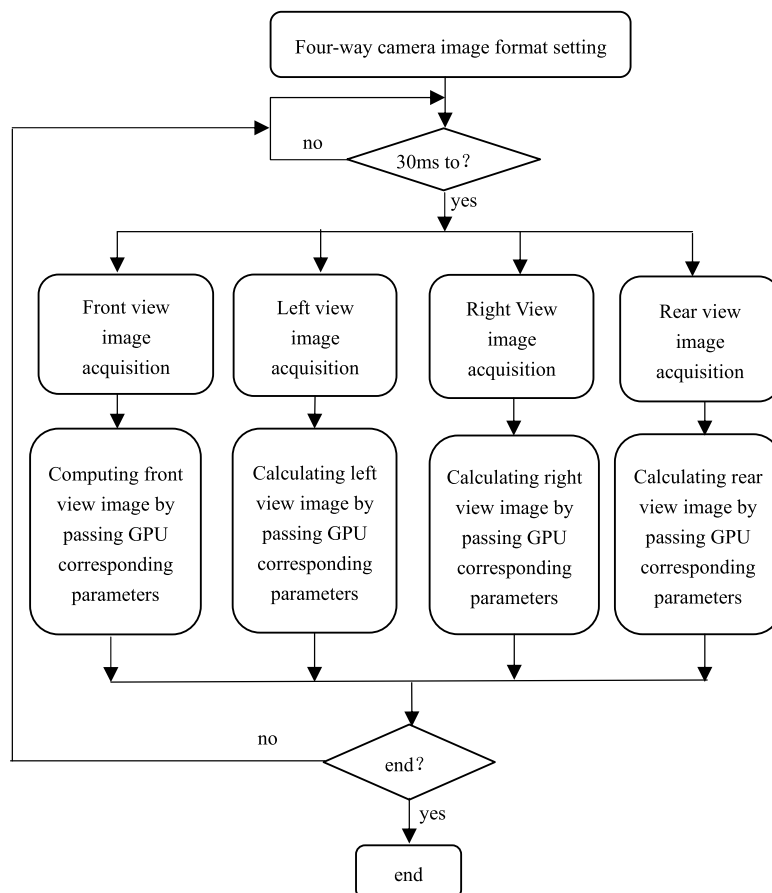 Four-way camera image format setting
no
30ms to？
yes
Front view
image
acquisition
Left view
image
acquisition
Right View
image
acquisition
Rear view
image
acquisition
Computing front
view image by
passing GPU
corresponding
parameters
Calculating left
view image by
passing GPU
corresponding
parameters
Calculating right
view image by
passing GPU
corresponding
parameters
Calculating rear
view image by
passing GPU
corresponding
parameters
no
end？
yes
end